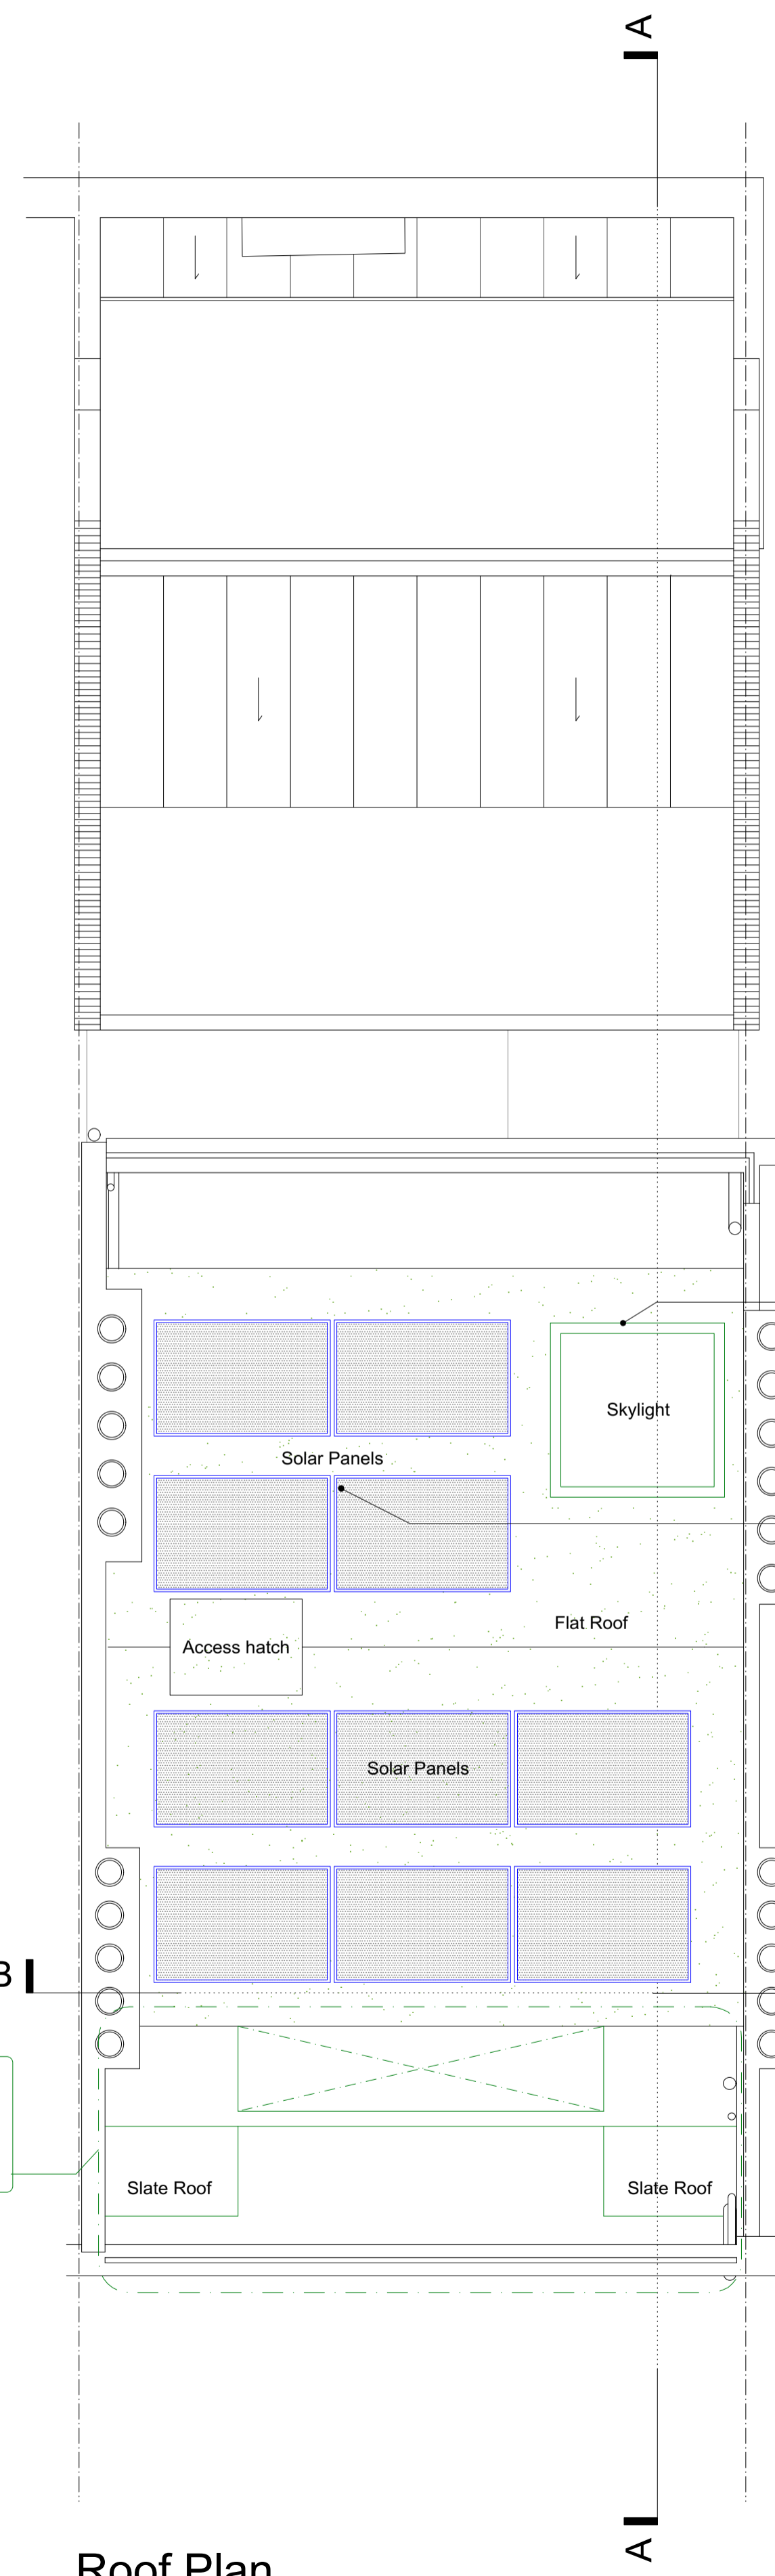 A
Skylight
Solar Panels
Flat Roof
Access hatch
Solar Panels
B
Slate Roof
Slate Roof
A
Roof Plan